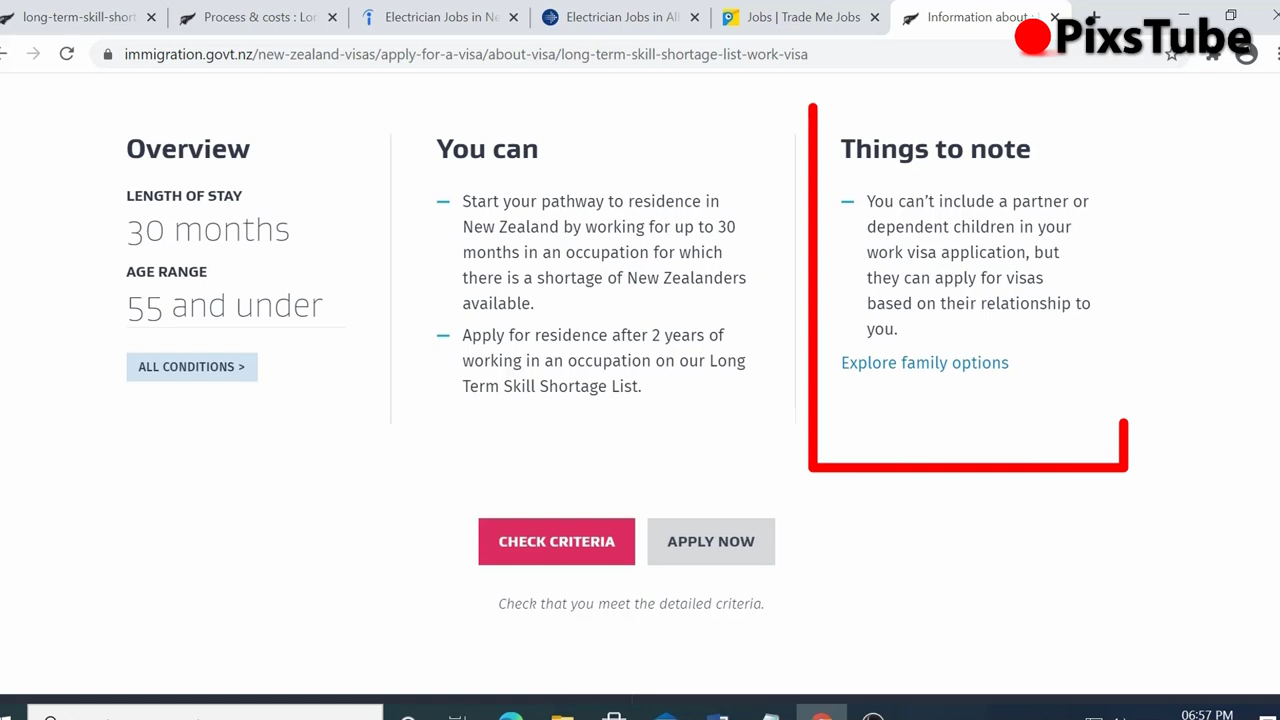 long-term-skill-short
Process & costs : Lo
Electrician Jobs in Ne
Electrician Jobs in All
Jobs | Trade Me Jobs
Information about
PixsTube
immigration.govt.nz/new-zealand-visas/apply-for-a-visa/about-visa/long-term-skill-shortage-list-work-visa
Overview
LENGTH OF STAY
30 months
AGE RANGE
55 and under
ALL CONDITIONS >
You can
Start your pathway to residence in
New Zealand by working for up to 30
months in an occupation for which
there is a shortage of New Zealanders
available.
Apply for residence after 2 years of
working in an occupation on our Long
Term Skill Shortage List.
Things to note
You can’t include a partner or
dependent children in your
work visa application, but
they can apply for visas
based on their relationship to
you.
Explore family options
CHECK CRITERIA
APPLY NOW
Check that you meet the detailed criteria.
06:57 PM